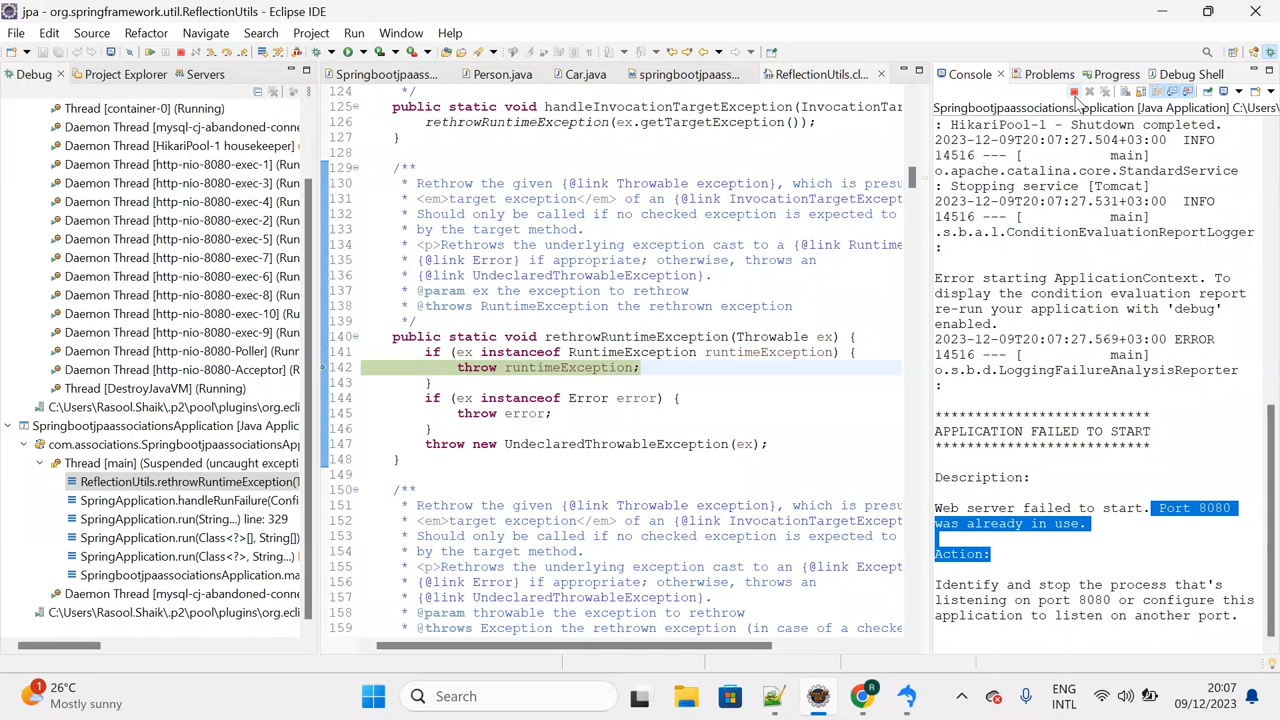 jpa - org.springframework.util.ReflectionUtils - Eclipse IDE
File Edit Source Refactor Navigate Search Project Run Window Help
Debug Project Explorer Servers
Thread [container-0] (Running)
Daemon Thread [mysql-cj-abandoned-conne
Daemon Thread [HikariPool-1 housekeeper] (
Daemon Thread [http-nio-8080-exec-1] (Rur
Daemon Thread [http-nio-8080-exec-3] (Rur
Daemon Thread [http-nio-8080-exec-4] (Rur
Daemon Thread [http-nio-8080-exec-2] (Rur
Daemon Thread [http-nio-8080-exec-5] (Rur
Daemon Thread [http-nio-8080-exec-7] (Rur
Daemon Thread [http-nio-8080-exec-6] (Rur
Daemon Thread [http-nio-8080-exec-8] (Rur
Daemon Thread [http-nio-8080-exec-10] (Ru
Daemon Thread [http-nio-8080-exec-9] (Rur
Daemon Thread [http-nio-8080-Poller] (Runr
Daemon Thread [http-nio-8080-Acceptor] (R
Thread [DestroyJavaVM] (Running)
C:\Users\Rasool.Shaik\.p2\pool\plugins\org.ecli
SpringbootjpaassociationsApplication [Java Applic
com.associations.SpringbootjpaassociationsAp
Thread [main] (Suspended (uncaught excepti
ReflectionUtils.rethrowRuntimeException(T
SpringApplication.handleRunFailure(Confi
SpringApplication.run(String...) line: 329
SpringApplication.run(Class<?>[], String[])
SpringApplication.run(Class<?>, String...) l
SpringbootjpaassociationsApplication.ma
Daemon Thread [mysql-cj-abandoned-conne
C:\Users\Rasool.Shaik\.p2\pool\plugins\org.ecli
Springbootjpaass... Person.java Car.java springbootjpaass... ReflectionUtils.cl...
124 */
125 public static void handleInvocationTargetException(Invocation
126 rethrowRuntimeException(ex.getTargetException());
127 }
128
129 /**
130 * Rethrow the given {@link Throwable exception}, which is presu
131 * <em>target exception</em> of an {@link InvocationTargetExcept
132 * Should only be called if no checked exception is expected to
133 * by the target method.
134 * <p>Rethrows the underlying exception cast to a {@link Runtime
135 * {@link Error} if appropriate; otherwise, throws an
136 * {@link UndeclaredThrowableException}.
137 * @param ex the exception to rethrow
138 * @throws RuntimeException the rethrown exception
139 */
140 public static void rethrowRuntimeException(Throwable ex) {
141 if (ex instanceof RuntimeException runtimeException) {
142 throw runtimeException;
143 }
144 if (ex instanceof Error error) {
145 throw error;
146 }
147 throw new UndeclaredThrowableException(ex);
148 }
149
150 /**
151 * Rethrow the given {@link Throwable exception}, which is presu
152 * <em>target exception</em> of an {@link InvocationTargetExcept
153 * Should only be called if no checked exception is expected to
154 * by the target method.
155 * <p>Rethrows the underlying exception cast to an {@link Except
156 * {@link Error} if appropriate; otherwise, throws an
157 * {@link UndeclaredThrowableException}.
158 * @param throwable the exception to rethrow
159 * @throws Exception the rethrown exception (in case of a checke
Console Problems Progress Debug Shell
SpringbootjpaassociationsApplication [Java Application] C:\Users
: HikariPool-1 - Shutdown completed.
2023-12-09T20:07:27.504+03:00 INFO
14516 --- [ main]
o.apache.catalina.core.StandardService
: Stopping service [Tomcat]
2023-12-09T20:07:27.531+03:00 INFO
14516 --- [ main]
.s.b.a.l.ConditionEvaluationReportLogger
:
Error starting ApplicationContext. To
display the condition evaluation report
re-run your application with 'debug'
enabled.
2023-12-09T20:07:27.569+03:00 ERROR
14516 --- [ main]
o.s.b.d.LoggingFailureAnalysisReporter
:
***************************
APPLICATION FAILED TO START
***************************
Description:
Web server failed to start. Port 8080
was already in use.
Action:
Identify and stop the process that's
listening on port 8080 or configure this
application to listen on another port.
1
26°C
Mostly sunny
Search
R
ENG
INTL
20:07
09/12/2023